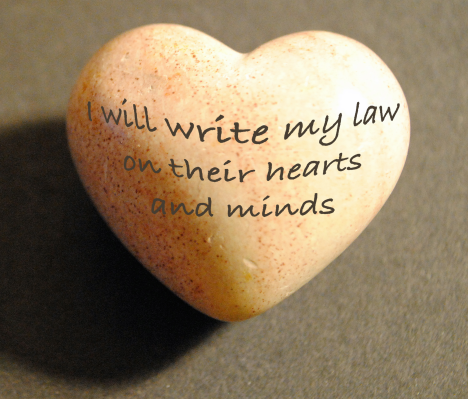 I will write my law
on their hearts
and minds